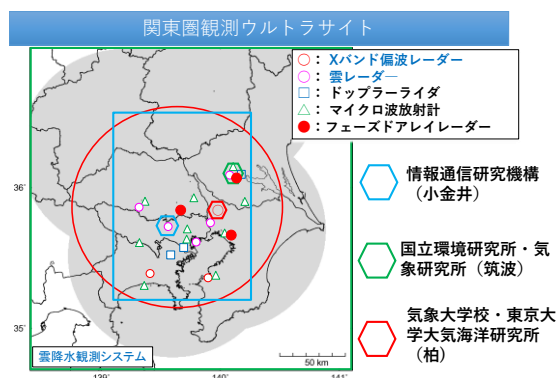 関東圏観測ウルトラサイト
：Xバンド偏波レーダー
：雲レーダー
：ドップラーライダ
：マイクロ波放射計
：フェーズドアレイレーダー
情報通信研究機構
（小金井）
国立環境研究所・気
象研究所（筑波）
気象大学校・東京大
学大気海洋研究所
（柏）
36°
35°
雲降水観測システム
50 km
139°
140°
141°